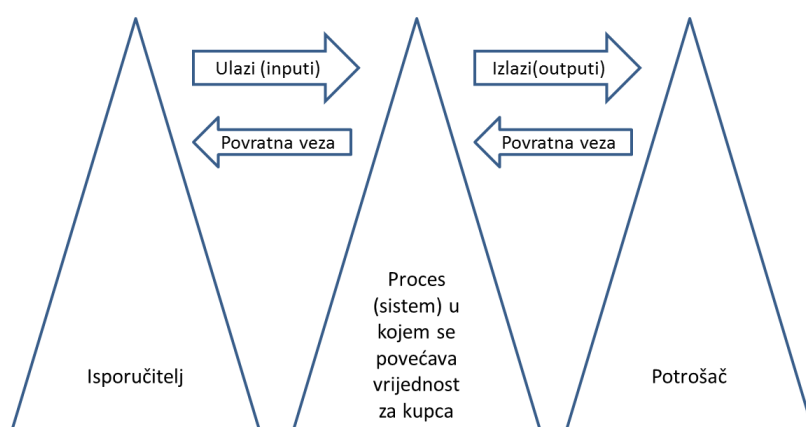 Ulazi (inputi)
Izlazi(outputi)
Povratna veza
Povratna veza
Isporučitelj
Proces
(sistem) u
kojem se
povećava
vrijednost
za kupca
Potrošač